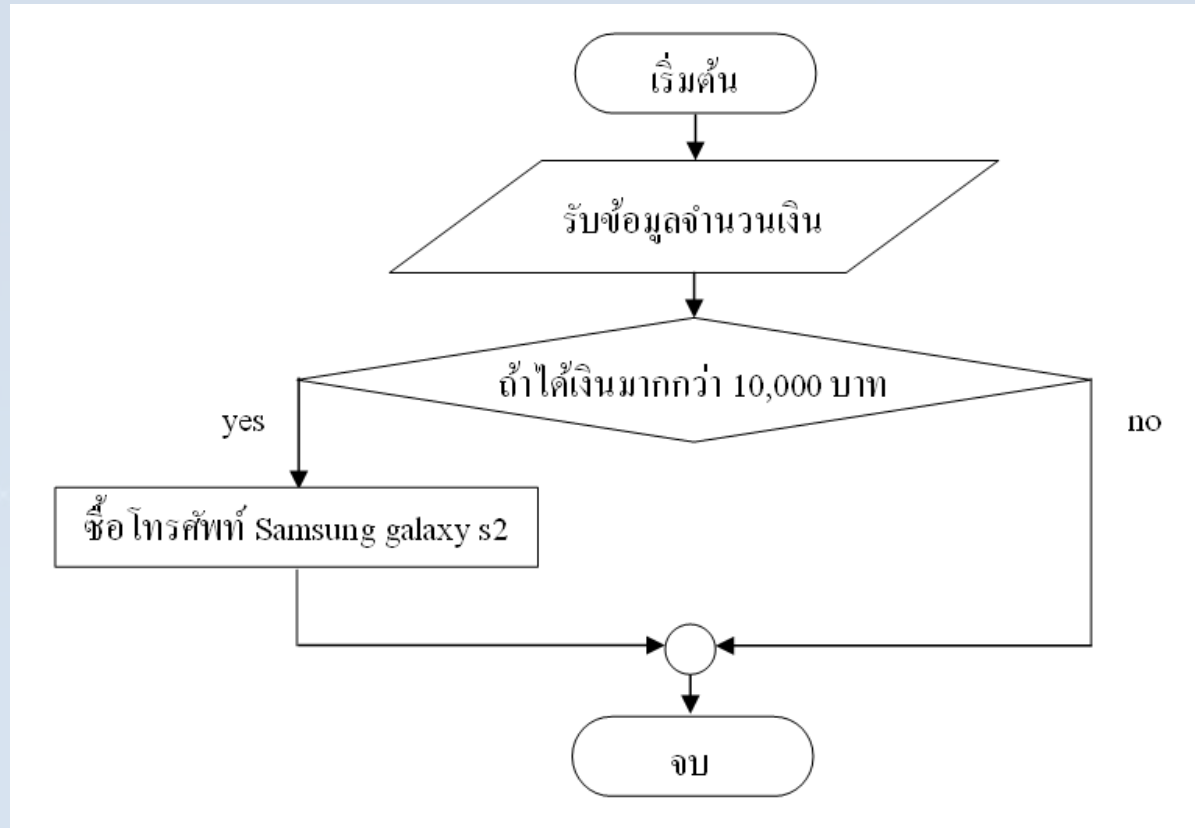 เริ่มต้น
รับข้อมูลจำนวนเงิน
ถ้าได้เงินมากกว่า 10,000 บาท
yes
no
ซื้อโทรศัพท์ Samsung galaxy s2
จบ